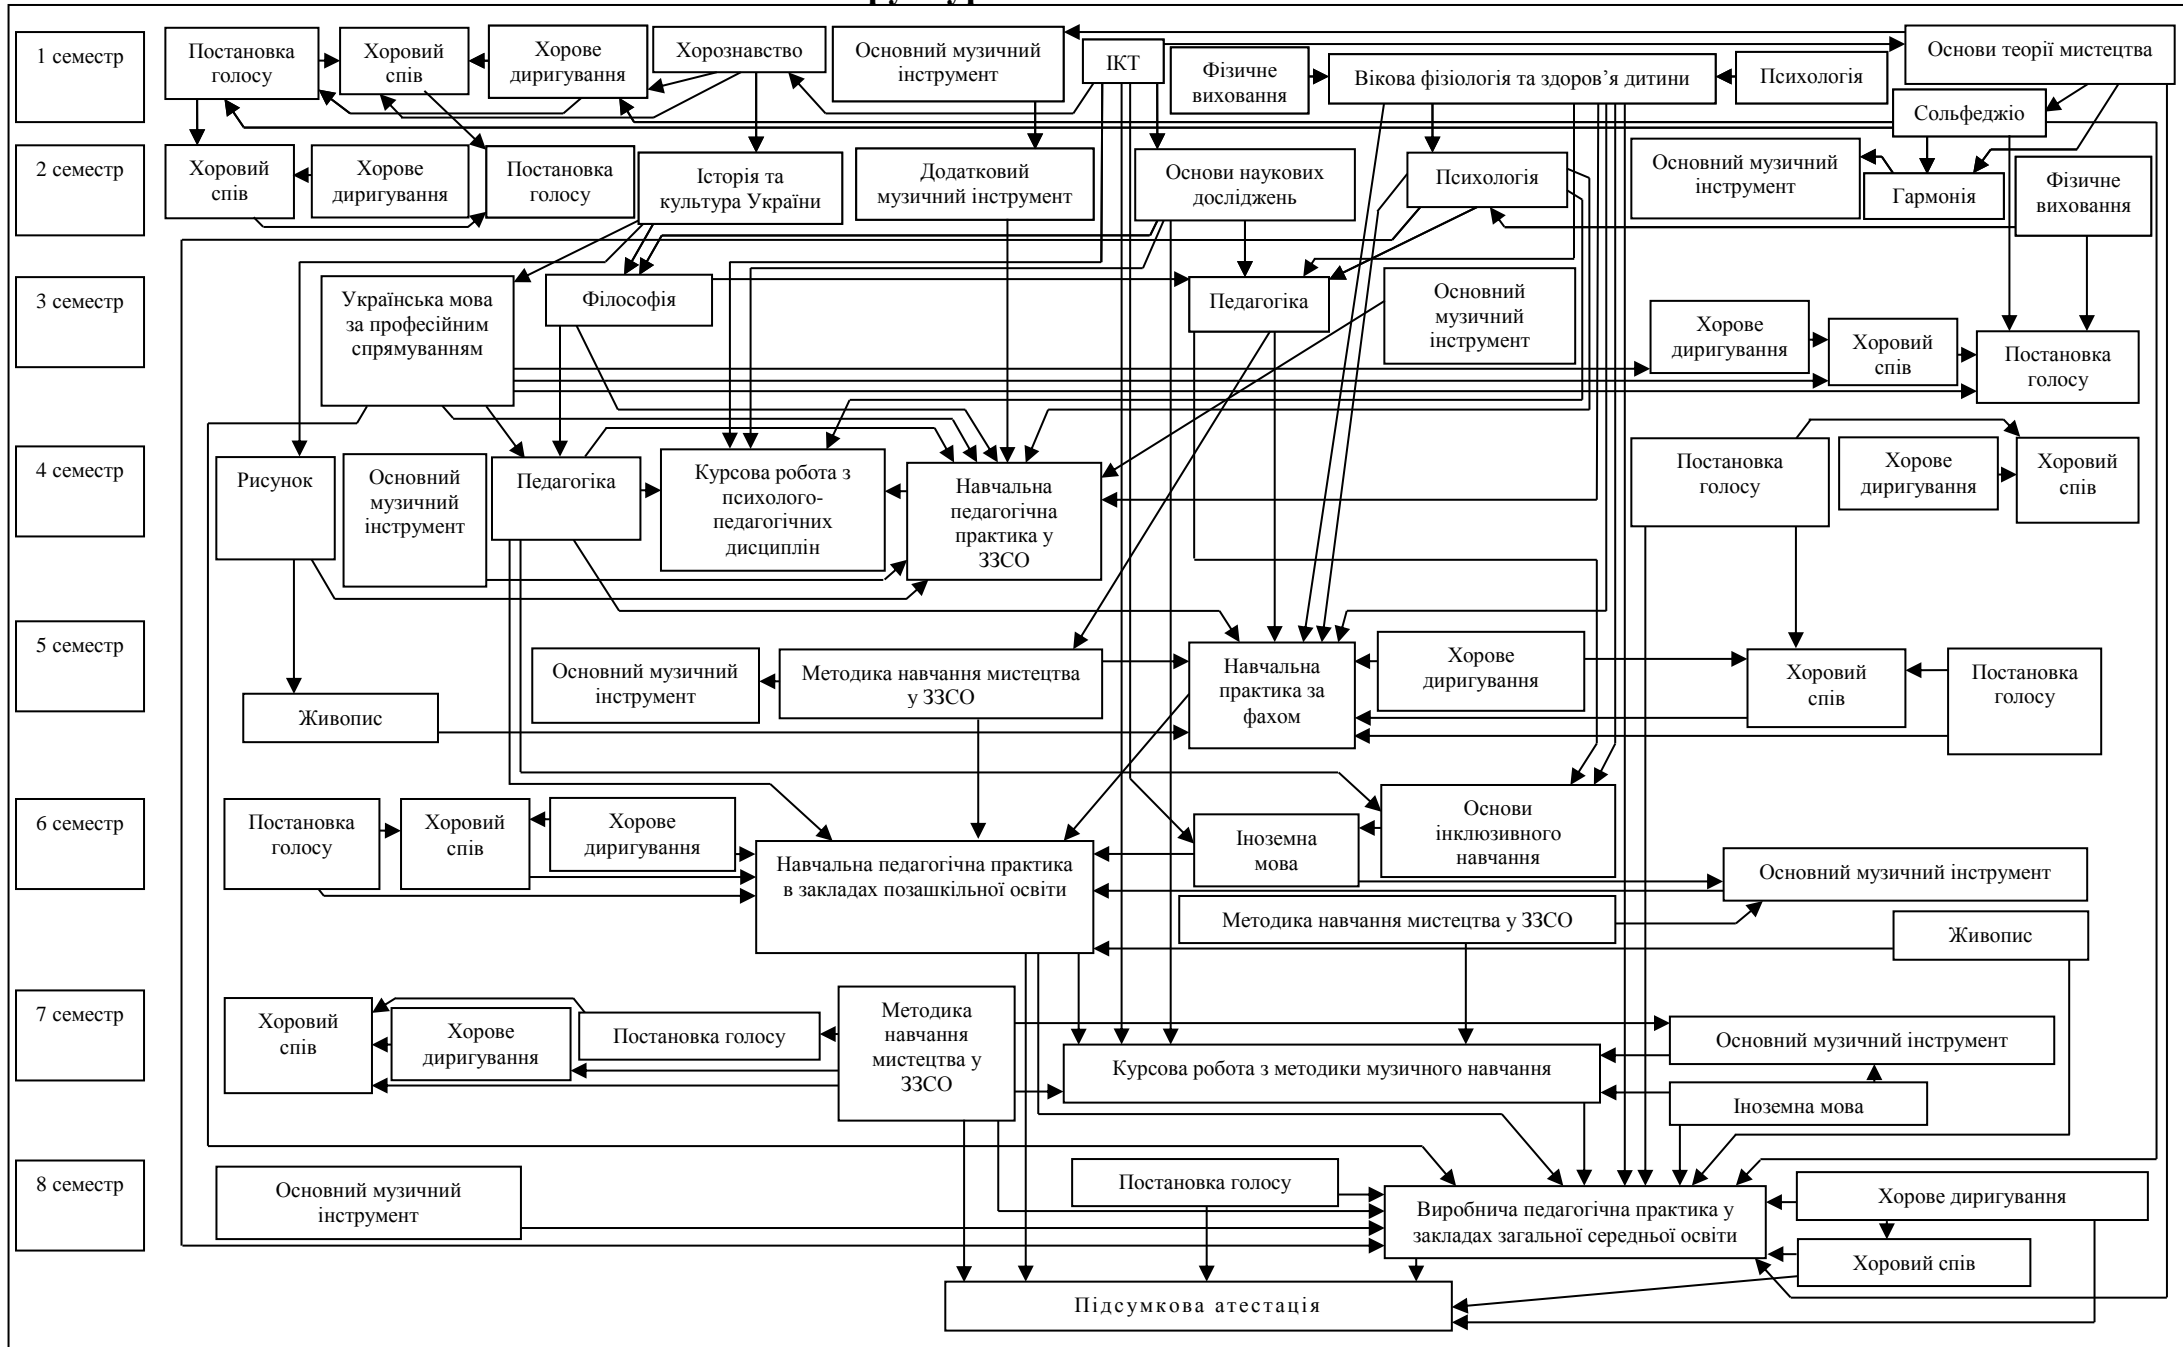 1 семестр
Постановка
голосу
Хоровий
спів
Хорове
диригування
Хорознавство
Основний музичний
інструмент
ІКТ
Фізичне
виховання
Вікова фізіологія та здоров’я дитини
Психологія
Основи теорії мистецтва
Сольфеджіо
2 семестр
Хоровий
спів
Хорове
диригування
Постановка
голосу
Історія та
культура України
Додатковий
музичний інструмент
Основи наукових
досліджень
Психологія
Основний музичний
інструмент
Гармонія
Фізичне
виховання
3 семестр
Українська мова
за професійним
спрямуванням
Філософія
Педагогіка
Основний
музичний
інструмент
Хорове
диригування
Хоровий
спів
Постановка
голосу
4 семестр
Рисунок
Основний
музичний
інструмент
Педагогіка
Курсова робота з
психолого-
педагогічних
дисциплін
Навчальна
педагогічна
практика у
ЗЗСО
Постановка
голосу
Хорове
диригування
Хоровий
спів
5 семестр
Живопис
Основний музичний
інструмент
Методика навчання мистецтва
у ЗЗСО
Навчальна
практика за
фахом
Хорове
диригування
Хоровий
спів
Постановка
голосу
6 семестр
Постановка
голосу
Хоровий
спів
Хорове
диригування
Навчальна педагогічна практика
в закладах позашкільної освіти
Іноземна
мова
Основи
інклюзивного
навчання
Основний музичний інструмент
Методика навчання мистецтва у ЗЗСО
Живопис
7 семестр
Хоровий
спів
Хорове
диригування
Постановка голосу
Методика
навчання
мистецтва у
ЗЗСО
Курсова робота з методики музичного навчання
Основний музичний інструмент
Іноземна мова
8 семестр
Основний музичний
інструмент
Постановка голосу
Виробнича педагогічна практика у
закладах загальної середньої освіти
Хорове диригування
Хоровий спів
Підсумкова атестація